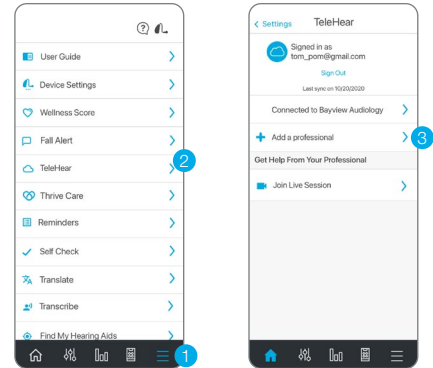 User Guide
Device Settings
Wellness Score
Fall Alert
TeleHear
2
Thrive Care
Reminders
Self Check
Translate
Transcribe
Find My Hearing Aids
1
Settings
TeleHear
Signed in as
tom_pom@gmail.com
Sign Out
Last sync on 10/20/2020
Connected to Bayview Audiology
Add a professional
3
Get Help From Your Professional
Join Live Session